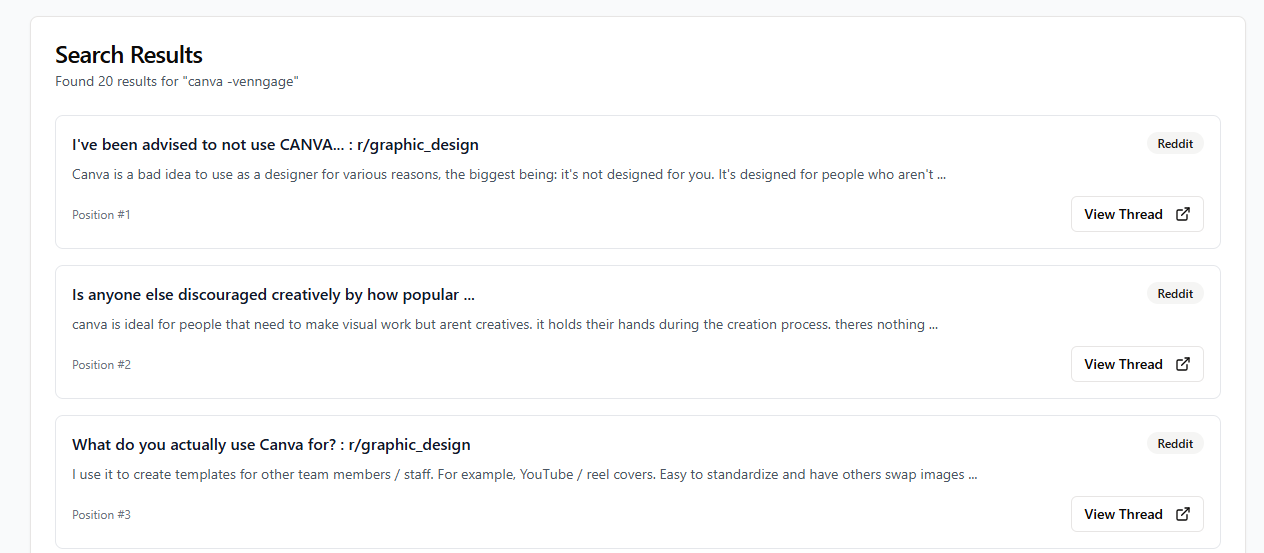 Search Results
Found 20 results for "canva -venngage"
I've been advised to not use CANVA... : r/graphic_design
Reddit
Canva is a bad idea to use as a designer for various reasons, the biggest being: it's not designed for you. It's designed for people who aren't ...
Position #1
View Thread
Is anyone else discouraged creatively by how popular ...
Reddit
canva is ideal for people that need to make visual work but arent creatives. it holds their hands during the creation process. theres nothing ...
Position #2
View Thread
What do you actually use Canva for? : r/graphic_design
Reddit
I use it to create templates for other team members / staff. For example, YouTube / reel covers. Easy to standardize and have others swap images ...
Position #3
View Thread